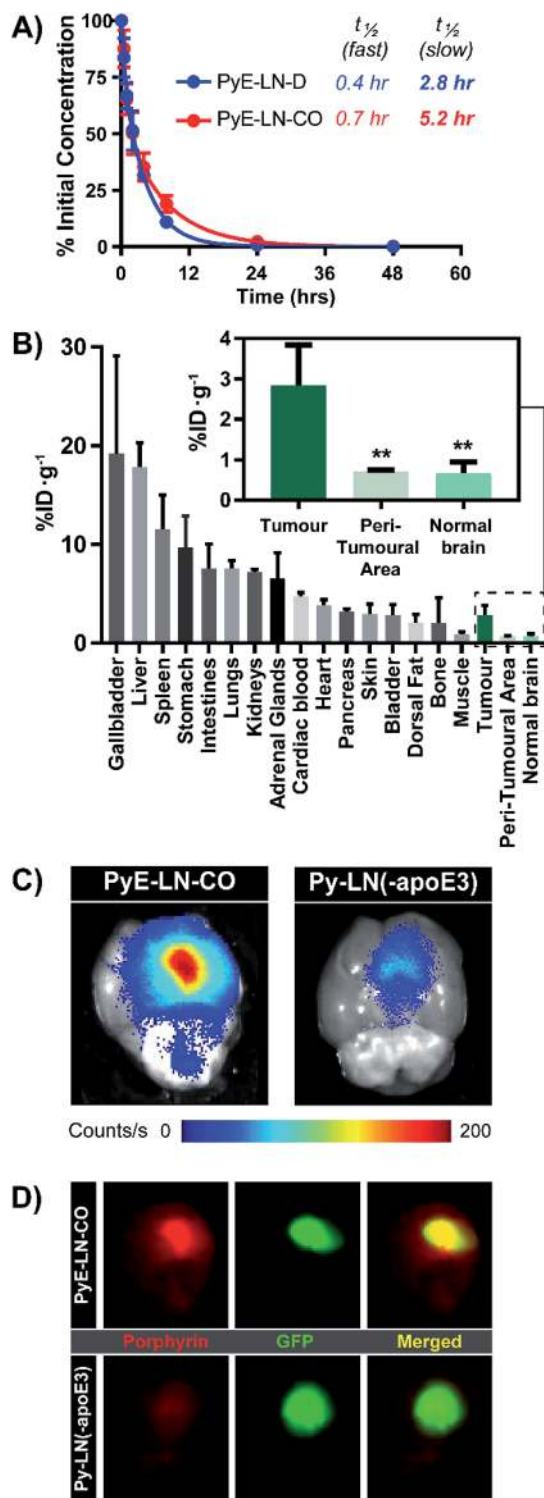 A)
t½ (fast) t½ (slow)
PyE-LN-D 0.4 hr 2.8 hr
PyE-LN-CO 0.7 hr 5.2 hr
% Initial Concentration
100
75
50
25
0
0 12 24 36 48 60
Time (hrs)
B)
%ID·g⁻¹
30
20
10
0
%ID·g⁻¹
4
3
2
1
0
** **
Tumour Peri-Tumoural Area Normal brain
Gallbladder
Liver
Spleen
Stomach
Intestines
Lungs
Kidneys
Adrenal Glands
Cardiac blood
Heart
Pancreas
Skin
Bladder
Dorsal Fat
Bone
Muscle
Tumour
Peri-Tumoural Area
Normal brain
C)
PyE-LN-CO Py-LN(-apoE3)
Counts/s 0 200
D)
PyE-LN-CO
Porphyrin GFP Merged
Py-LN(-apoE3)